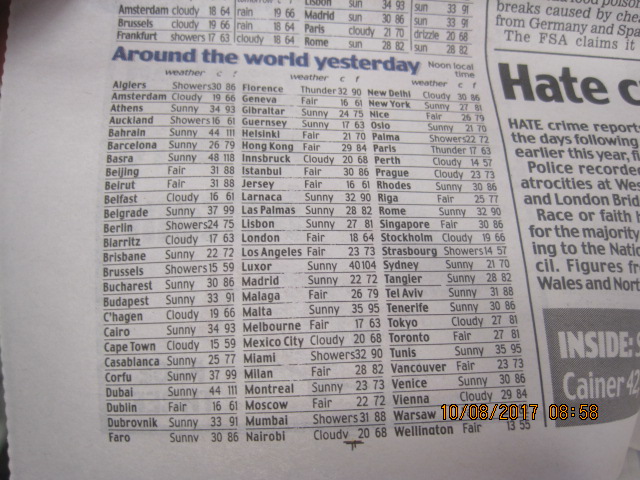 Amsterdam cloudy 18 64
Brussels cloudy 19 66
Frankfurt showers 17 63
rain 19 66
cloudy 18 64
Lisbon sun 34 93
Madrid sun 30 86
Paris cloudy 21 70
Rome sun 28 82
sun 33 91
sun 33 91
drizzle 20 68
sun 28 82
Around the world yesterday
Noon local
time
weather c f
Algiers Showers 30 86
Amsterdam Cloudy 19 66
Athens Sunny 34 93
Auckland Showers 16 61
Bahrain Sunny 44 111
Barcelona Sunny 26 79
Basra Sunny 48 118
Beijing Fair 31 88
Beirut Fair 31 88
Belfast Cloudy 16 61
Belgrade Sunny 37 99
Berlin Showers 24 75
Biarritz Cloudy 17 63
Brisbane Sunny 22 72
Brussels Showers 15 59
Bucharest Sunny 30 86
Budapest Sunny 33 91
C'hagen Cloudy 19 66
Cairo Sunny 34 93
Cape Town Cloudy 15 59
Casablanca Sunny 25 77
Corfu Sunny 37 99
Dubai Sunny 44 111
Dublin Fair 16 61
Dubrovnik Sunny 33 91
Faro Sunny 30 86
weather c f
Florence Thunder 32 90
Geneva Fair 16 61
Gibraltar Sunny 24 75
Guernsey Sunny 17 63
Helsinki Fair 21 70
Hong Kong Fair 29 84
Innsbruck Cloudy 20 68
Istanbul Fair 30 86
Jersey Fair 16 61
Larnaca Sunny 32 90
Las Palmas Sunny 28 82
Lisbon Sunny 27 81
London Fair 18 64
Los Angeles Fair 23 73
Luxor Sunny 40 104
Madrid Sunny 22 72
Malaga Fair 26 79
Malta Sunny 35 95
Melbourne Fair 17 63
Mexico City Cloudy 20 68
Miami Showers 32 90
Milan Fair 28 82
Montreal Sunny 23 73
Moscow Fair 22 72
Mumbai Showers 31 88
Nairobi Cloudy 20 68
weather c f
New Delhi Cloudy 30 86
New York Sunny 27 81
Nice Fair 26 79
Oslo Sunny 21 70
Palma Showers 22 72
Paris Thunder 17 63
Perth Cloudy 14 57
Prague Cloudy 23 73
Rhodes Sunny 30 86
Riga Fair 25 77
Rome Sunny 32 90
Singapore Fair 30 86
Stockholm Cloudy 19 66
Strasbourg Showers 14 57
Sydney Sunny 21 70
Tangier Sunny 28 82
Tel Aviv Sunny 31 88
Tenerife Sunny 30 86
Tokyo Cloudy 27 81
Toronto Fair 27 81
Tunis Sunny 35 95
Vancouver Fair 23 73
Venice Sunny 30 86
Vienna Cloudy 29 84
Warsaw
Wellington Fair 13 55
breaks caused by
from Germany and Spa
The FSA claims it
Hate c
HATE crime report
the days following
earlier this year,
Police recorded
atrocities at Wes
and London Brid
Race or faith
for the majority
ing to the Natio
cil. Figures f
Wales and Nort
INSIDE:
Cainer 42
10/08/2017 08:58